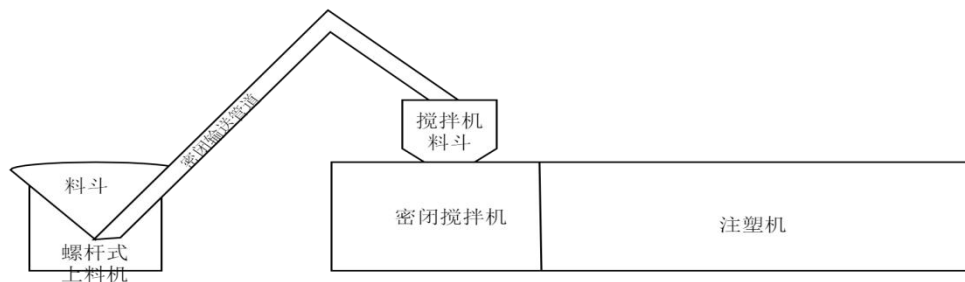 密闭输送管道
搅拌机
料斗
料斗
密闭搅拌机
注塑机
螺杆式
上料机